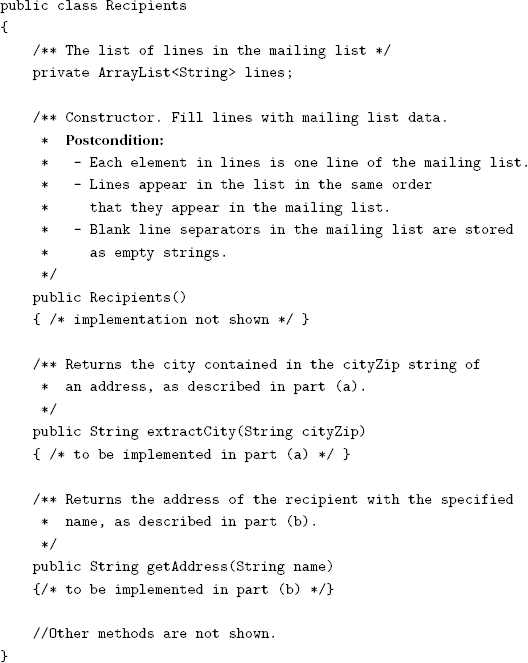 public class Recipients
{
    /** The list of lines in the mailing list */
    private ArrayList<String> lines;

    /** Constructor. Fill lines with mailing list data.
     *  Postcondition:
     *   - Each element in lines is one line of the mailing list.
     *   - Lines appear in the list in the same order
     *     that they appear in the mailing list.
     *   - Blank line separators in the mailing list are stored
     *     as empty strings.
     */
    public Recipients()
    { /* implementation not shown */ }

    /** Returns the city contained in the cityZip string of
     *  an address, as described in part (a).
     */
    public String extractCity(String cityZip)
    { /* to be implemented in part (a) */ }

    /** Returns the address of the recipient with the specified
     *  name, as described in part (b).
     */
    public String getAddress(String name)
    {/* to be implemented in part (b) */}

    //Other methods are not shown.
}